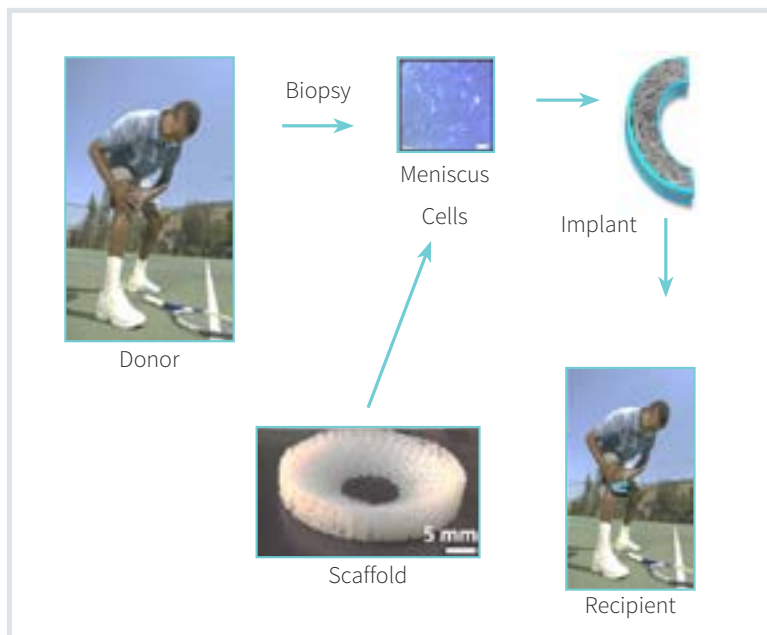 Biopsy
Meniscus
Cells
Implant
Donor
5 mm
Scaffold
Recipient